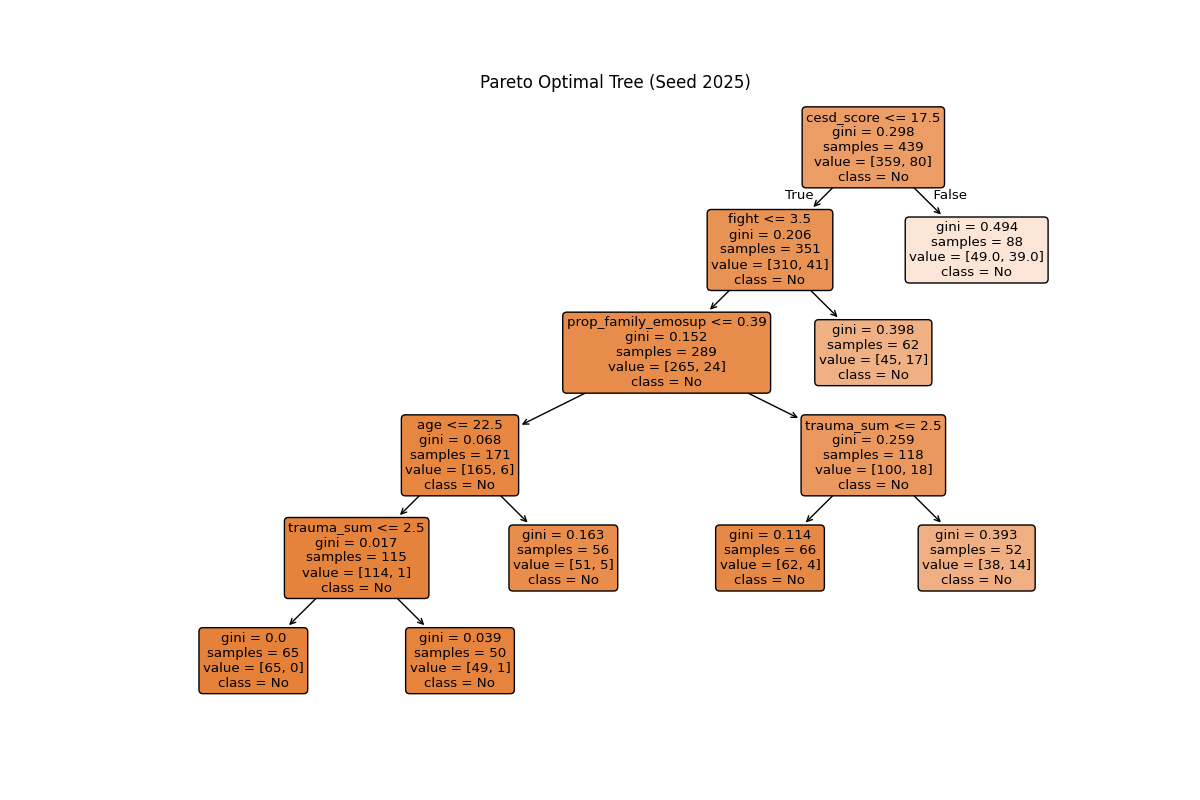 Pareto Optimal Tree (Seed 2025)
cesd_score <= 17.5
gini = 0.298
samples = 439
value = [359, 80]
class = No
True
False
fight <= 3.5
gini = 0.206
samples = 351
value = [310, 41]
class = No
gini = 0.494
samples = 88
value = [49.0, 39.0]
class = No
prop_family_emosup <= 0.39
gini = 0.152
samples = 289
value = [265, 24]
class = No
gini = 0.398
samples = 62
value = [45, 17]
class = No
age <= 22.5
gini = 0.068
samples = 171
value = [165, 6]
class = No
trauma_sum <= 2.5
gini = 0.259
samples = 118
value = [100, 18]
class = No
trauma_sum <= 2.5
gini = 0.017
samples = 115
value = [114, 1]
class = No
gini = 0.163
samples = 56
value = [51, 5]
class = No
gini = 0.114
samples = 66
value = [62, 4]
class = No
gini = 0.393
samples = 52
value = [38, 14]
class = No
gini = 0.0
samples = 65
value = [65, 0]
class = No
gini = 0.039
samples = 50
value = [49, 1]
class = No